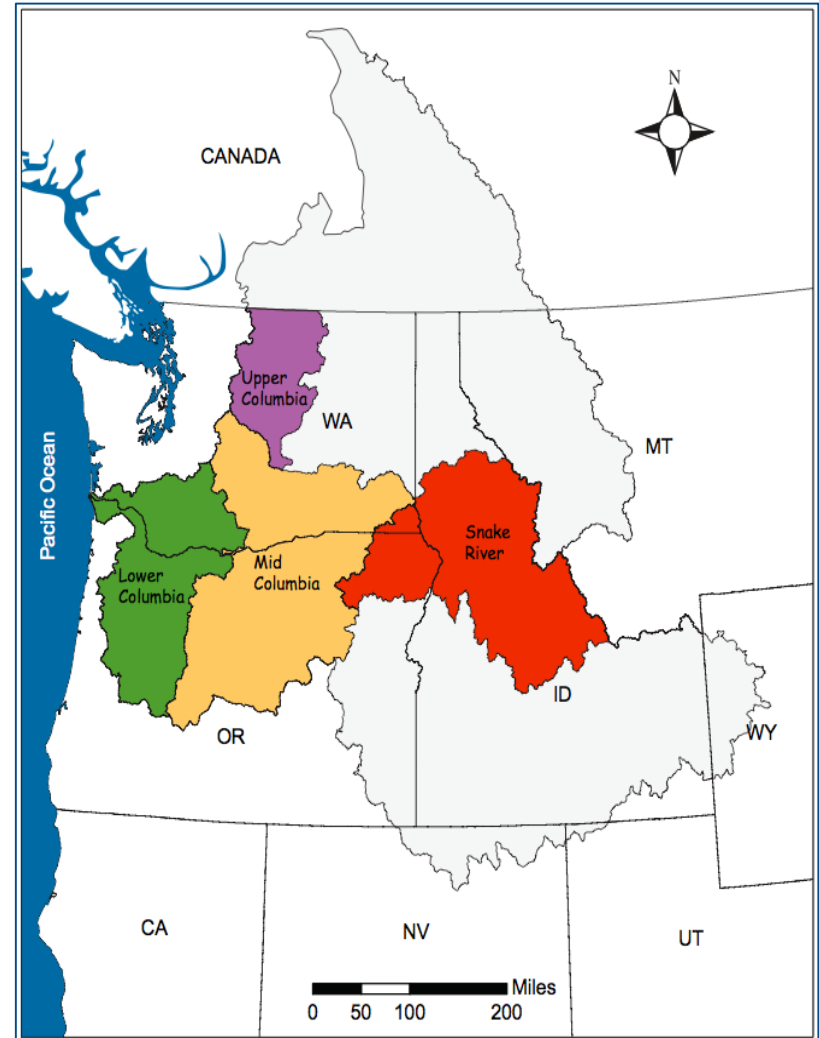 N
CANADA
Upper
Columbia
WA
MT
Pacific Ocean
Snake
River
Mid
Columbia
Lower
Columbia
ID
OR
WY
CA
NV
UT
Miles
0 50 100 200